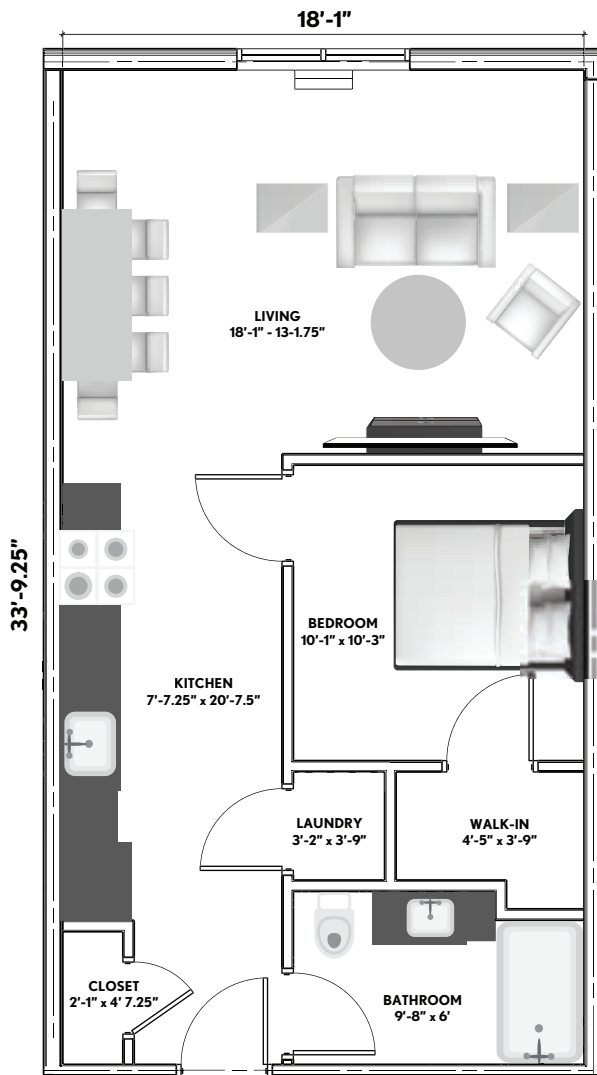 18’-1”
LIVING
18’-1” - 13-1.75”
33’-9.25”
BEDROOM
10’-1” x 10’-3”
KITCHEN
7’-7.25” x 20’-7.5”
LAUNDRY
3’-2” x 3’-9”
WALK-IN
4’-5” x 3’-9”
CLOSET
2’-1” x 4’ 7.25”
BATHROOM
9’-8” x 6’